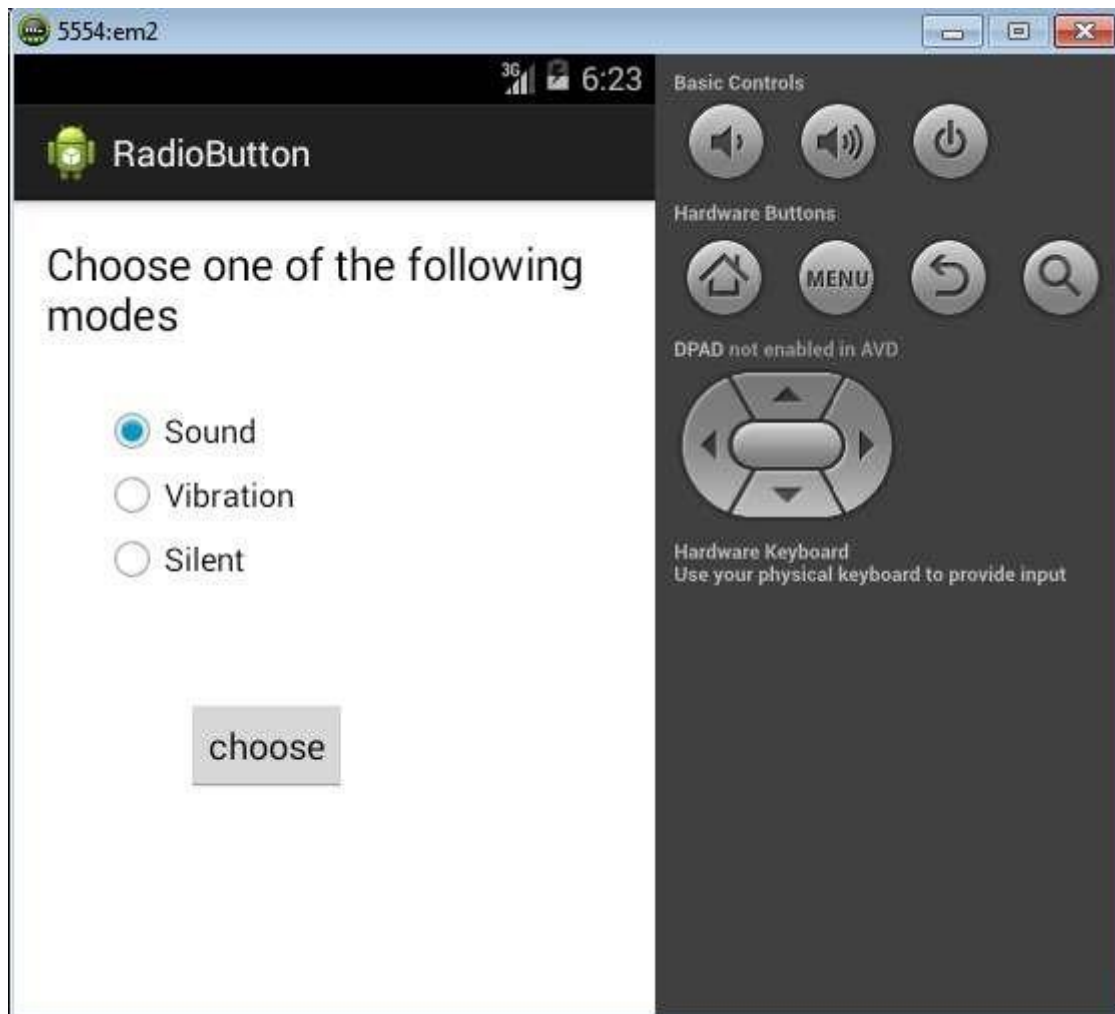 5554:em2
3G 6:23
RadioButton
Choose one of the following
modes
Sound
Vibration
Silent
choose
Basic Controls
Hardware Buttons
MENU
DPAD not enabled in AVD
Hardware Keyboard
Use your physical keyboard to provide input